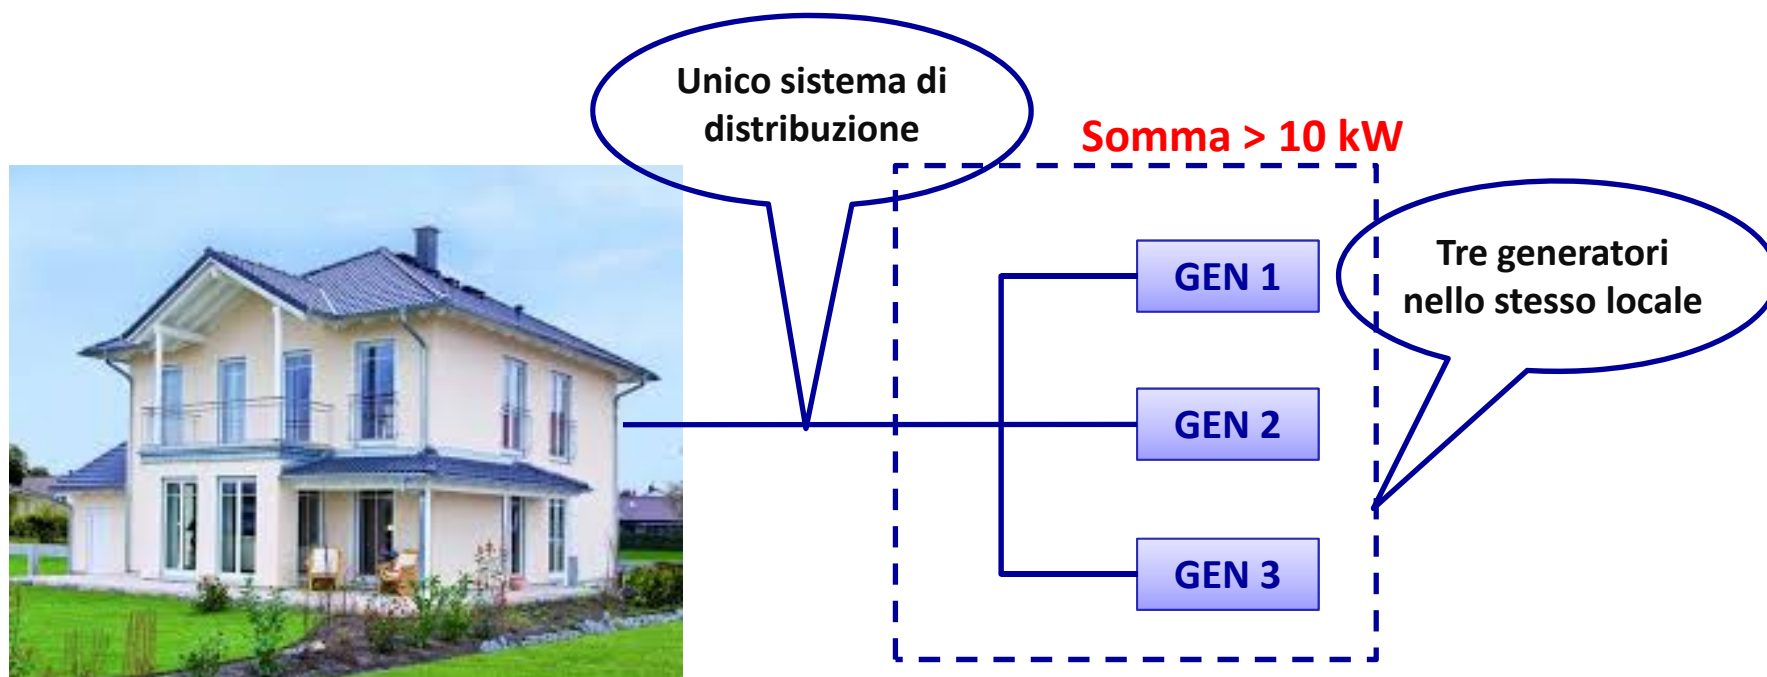 Unico sistema di
distribuzione
Somma > 10 kW
GEN 1
Tre generatori
nello stesso locale
GEN 2
GEN 3